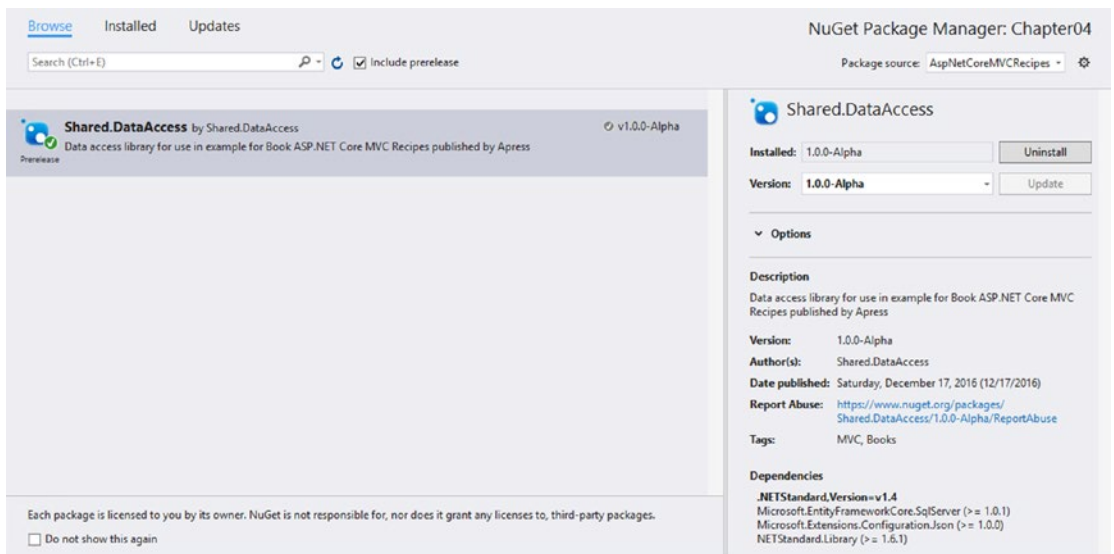 Browse Installed Updates
NuGet Package Manager: Chapter04
Search (Ctrl+E)
Include prerelease
Package source: AspNetCoreMVCRecipes
Shared.DataAccess by Shared.DataAccess
v1.0.0-Alpha
Data access library for use in example for Book ASP.NET Core MVC Recipes published by Apress
Prerelease
Shared.DataAccess
Installed: 1.0.0-Alpha Uninstall
Version: 1.0.0-Alpha Update
Options
Description
Data access library for use in example for Book ASP.NET Core MVC
Recipes published by Apress
Version: 1.0.0-Alpha
Author(s): Shared.DataAccess
Date published: Saturday, December 17, 2016 (12/17/2016)
Report Abuse: https://www.nuget.org/packages/
Shared.DataAccess/1.0.0-Alpha/ReportAbuse
Tags: MVC, Books
Dependencies
.NETStandard,Version=v1.4
Microsoft.EntityFrameworkCore.SqlServer (>= 1.0.1)
Microsoft.Extensions.Configuration.Json (>= 1.0.0)
NETStandard.Library (>= 1.6.1)
Each package is licensed to you by its owner. NuGet is not responsible for, nor does it grant any licenses to, third-party packages.
Do not show this again